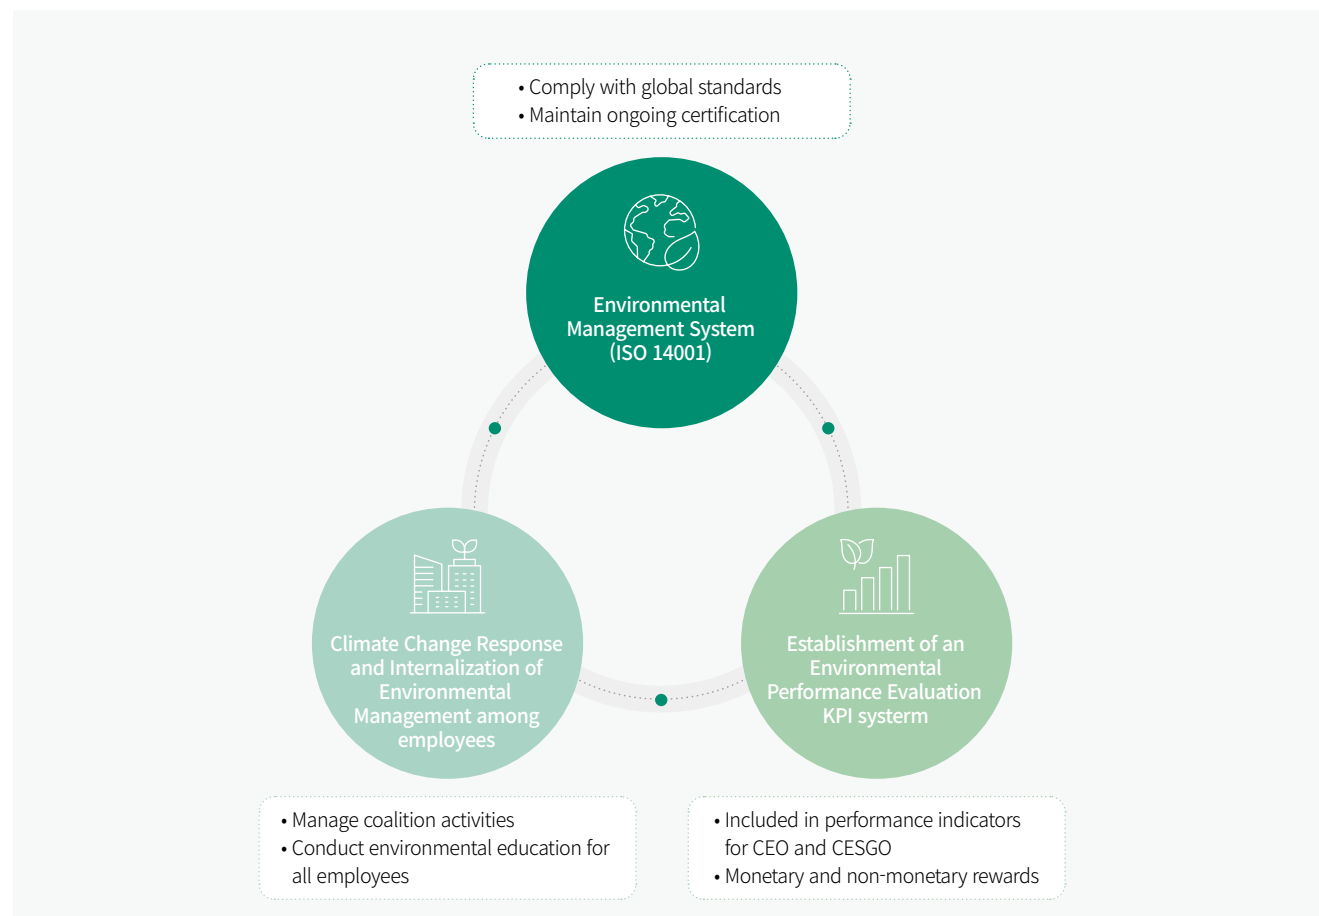 • Comply with global standards
• Maintain ongoing certification
Environmental
Management System
(ISO 14001)
Climate Change Response
and Internalization of
Environmental
Management among
employees
Establishment of an
Environmental
Performance Evaluation
KPI systerm
• Manage coalition activities
• Conduct environmental education for
all employees
• Included in performance indicators
for CEO and CESGO
• Monetary and non-monetary rewards